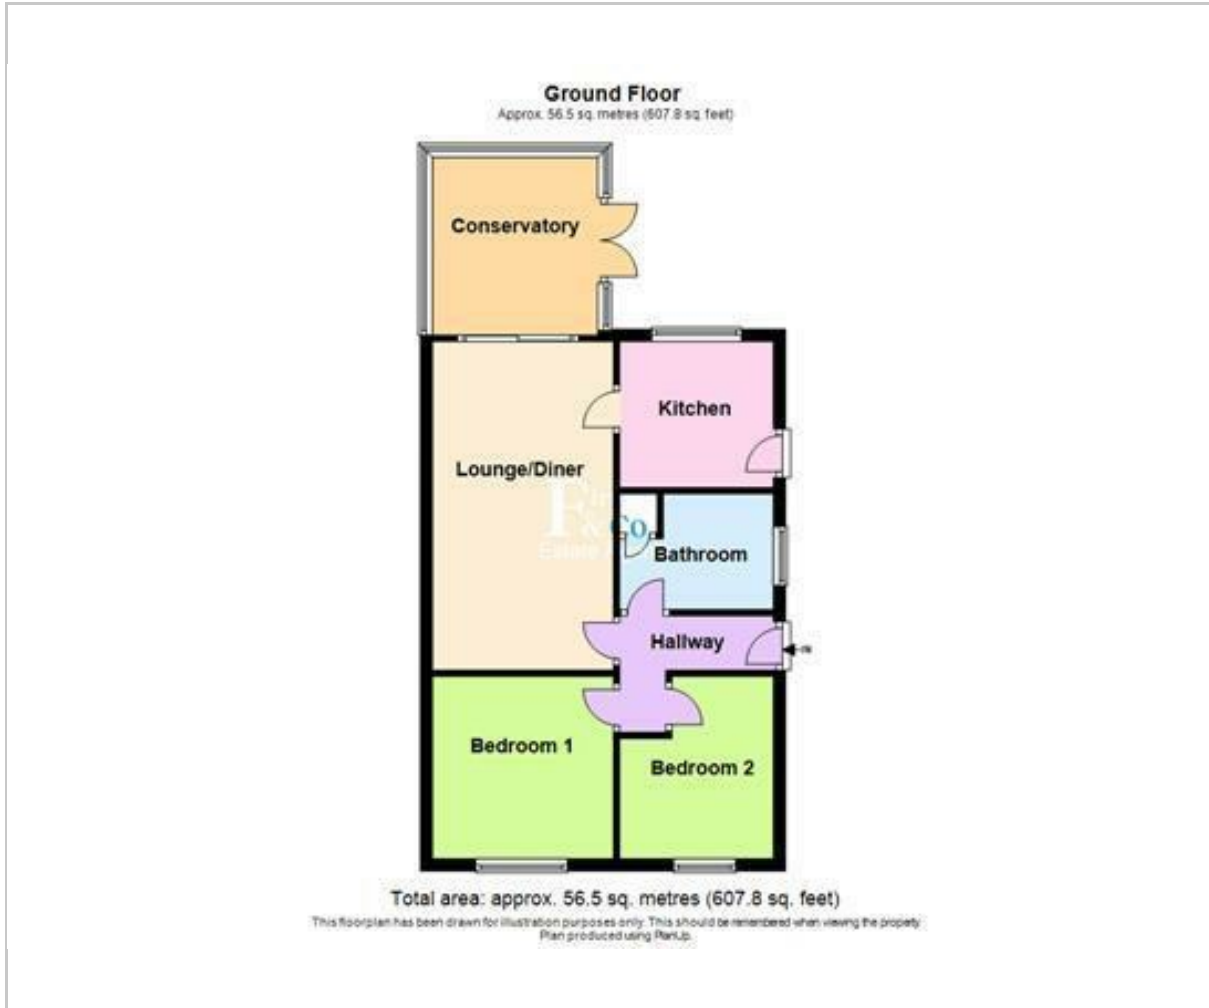 Ground Floor
Approx. 56.5 sq. metres (607.8 sq. feet)
Conservatory
Kitchen
Lounge/Diner
& Co
Estate
Bathroom
Hallway
Bedroom 1
Bedroom 2
Total area: approx. 56.5 sq. metres (607.8 sq. feet)
This floorplan has been drawn for illustration purposes only. This should be remembered when viewing the property
Plan produced using PlanUp.